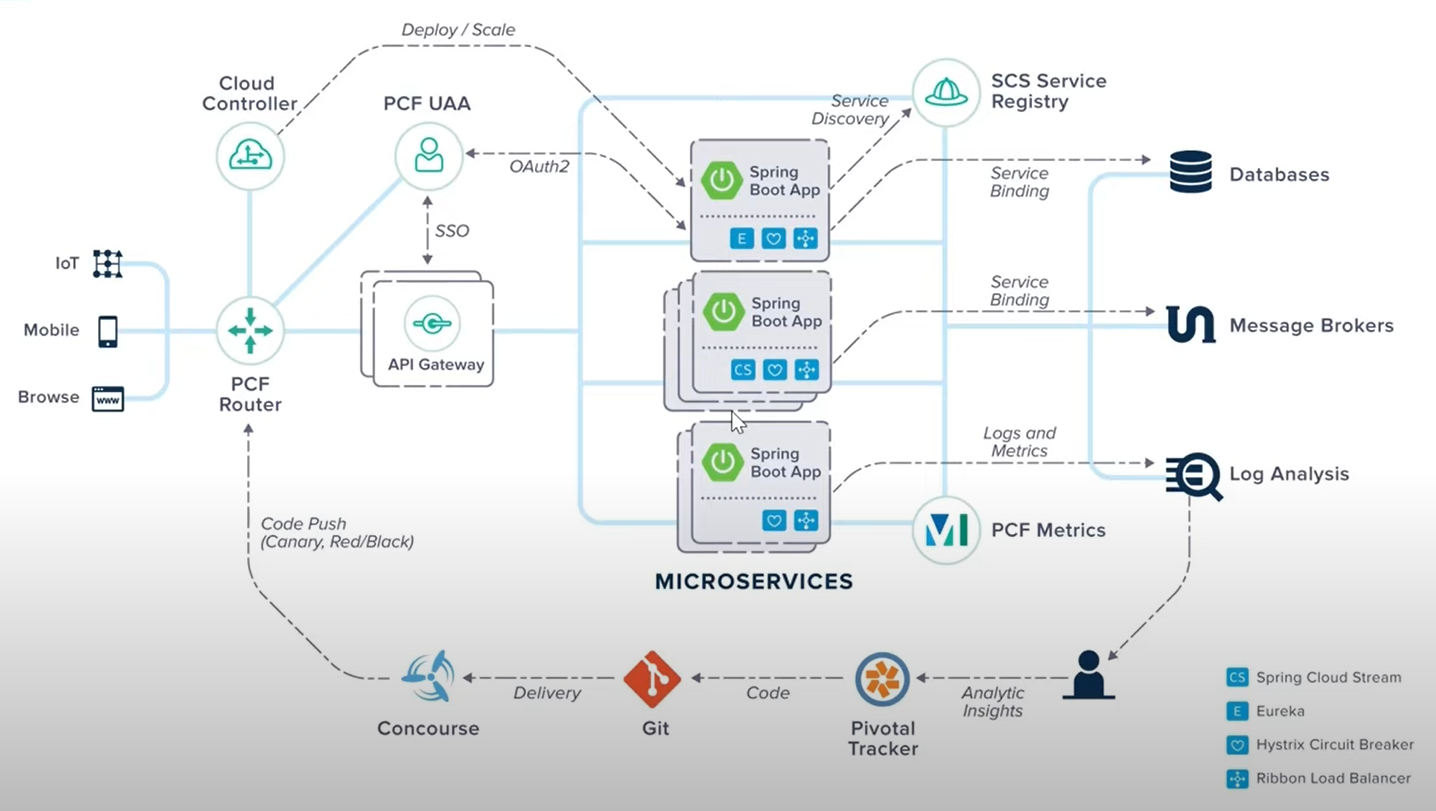 Deploy / Scale
Cloud
Controller
PCF UAA
OAuth2
SSO
IoT
Mobile
Browse
WWW
PCF
Router
API Gateway
Service
Discovery
SCS Service
Registry
Spring
Boot App
E
Service
Binding
Databases
Spring
Boot App
CS
Service
Binding
Message Brokers
Spring
Boot App
Logs and
Metrics
Log Analysis
PCF Metrics
MICROSERVICES
Code Push
(Canary, Red/Black)
Concourse
Delivery
Git
Code
Pivotal
Tracker
Analytic
Insights
CS Spring Cloud Stream
E Eureka
Hystrix Circuit Breaker
Ribbon Load Balancer